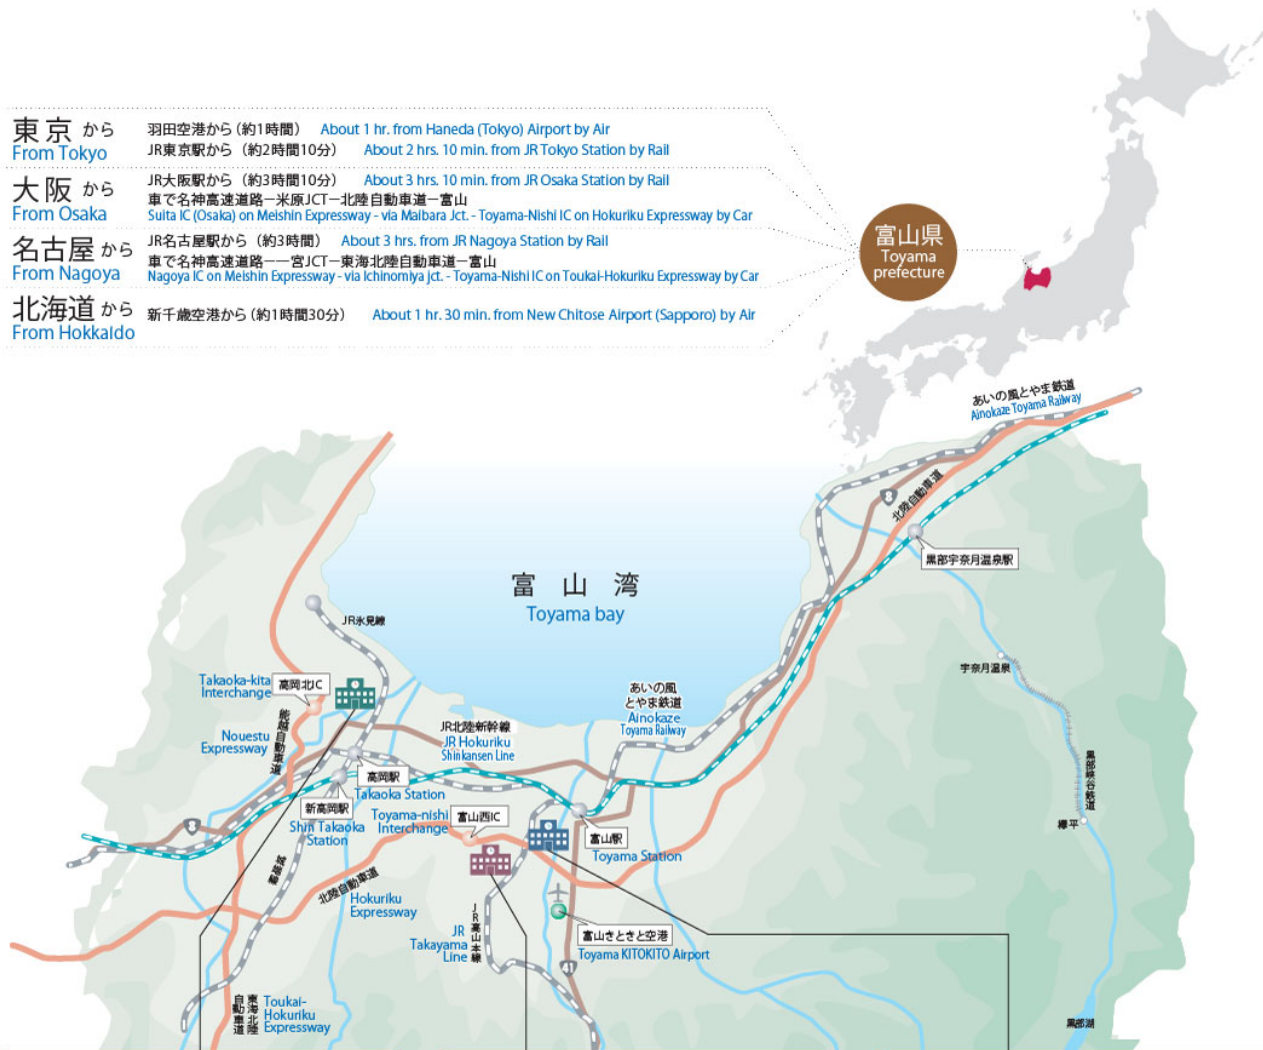 東京 から
From Tokyo
羽田空港から（約1時間） About 1 hr. from Haneda (Tokyo) Airport by Air
JR東京駅から（約2時間10分） About 2 hrs. 10 min. from JR Tokyo Station by Rail
大阪 から
From Osaka
JR大阪駅から（約3時間10分） About 3 hrs. 10 min. from JR Osaka Station by Rail
車で名神高速道路－米原JCT－北陸自動車道－富山
Suita IC (Osaka) on Meishin Expressway - via Maibara Jct. - Toyama-Nishi IC on Hokuriku Expressway by Car
名古屋 から
From Nagoya
JR名古屋駅から（約3時間） About 3 hrs. from JR Nagoya Station by Rail
車で名神高速道路－一宮JCT－東海北陸自動車道－富山
Nagoya IC on Meishin Expressway - via Ichinomiya jct. - Toyama-Nishi IC on Toukai-Hokuriku Expressway by Car
北海道 から
From Hokkaido
新千歳空港から（約1時間30分） About 1 hr. 30 min. from New Chitose Airport (Sapporo) by Air
富山県
Toyama
prefecture
あいの風とやま鉄道
Ainokaze Toyama Railway
8
北陸自動車道
黒部宇奈月温泉駅
富山湾
Toyama bay
JR氷見線
宇奈月温泉
Takaoka-kita
Interchange
高岡北IC
能越自動車道
Nouestu
Expressway
あいの風
とやま鉄道
Ainokaze
Toyama Railway
JR北陸新幹線
JR Hokuriku
Shinkansen Line
黒部峡谷鉄道
欅平
高岡駅
Takaoka Station
新高岡駅
Shin Takaoka
Station
Toyama-nishi
Interchange
富山西IC
8
富山駅
Toyama Station
城端線
北陸自動車道
Hokuriku
Expressway
JR高山本線
JR
Takayama
Line
富山きときと空港
Toyama KITOKITO Airport
41
東海北陸
自動車道
Toukai-
Hokuriku
Expressway
黒部湖